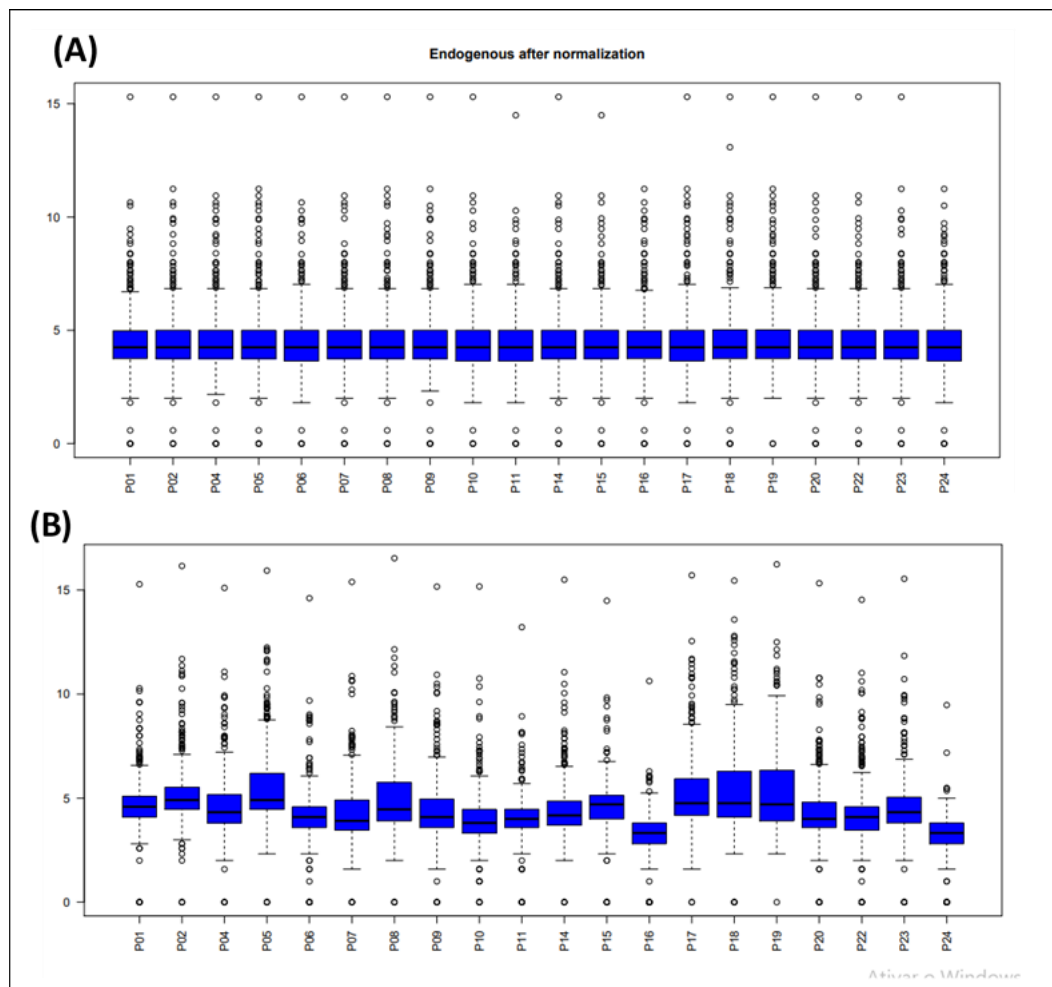 (A)
Endogenous after normalization
15
10
5
0
P01 P02 P04 P05 P06 P07 P08 P09 P10 P11 P14 P15 P16 P17 P18 P19 P20 P22 P23 P24
(B)
15
10
5
0
P01 P02 P04 P05 P06 P07 P08 P09 P10 P11 P14 P15 P16 P17 P18 P19 P20 P22 P23 P24
Ativar o Windows